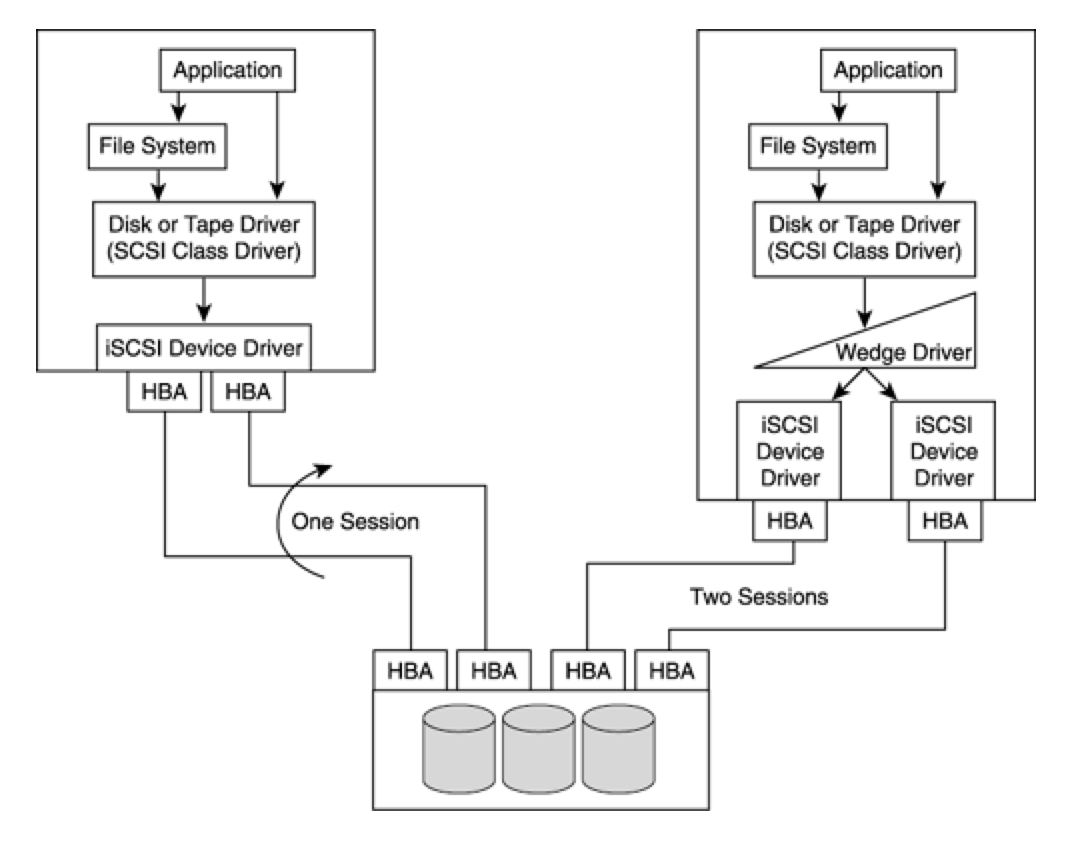 Application
File System
Disk or Tape Driver
(SCSI Class Driver)
iSCSI Device Driver
HBA
HBA
One Session
Application
File System
Disk or Tape Driver
(SCSI Class Driver)
Wedge Driver
iSCSI
Device
Driver
iSCSI
Device
Driver
HBA
HBA
Two Sessions
HBA
HBA
HBA
HBA